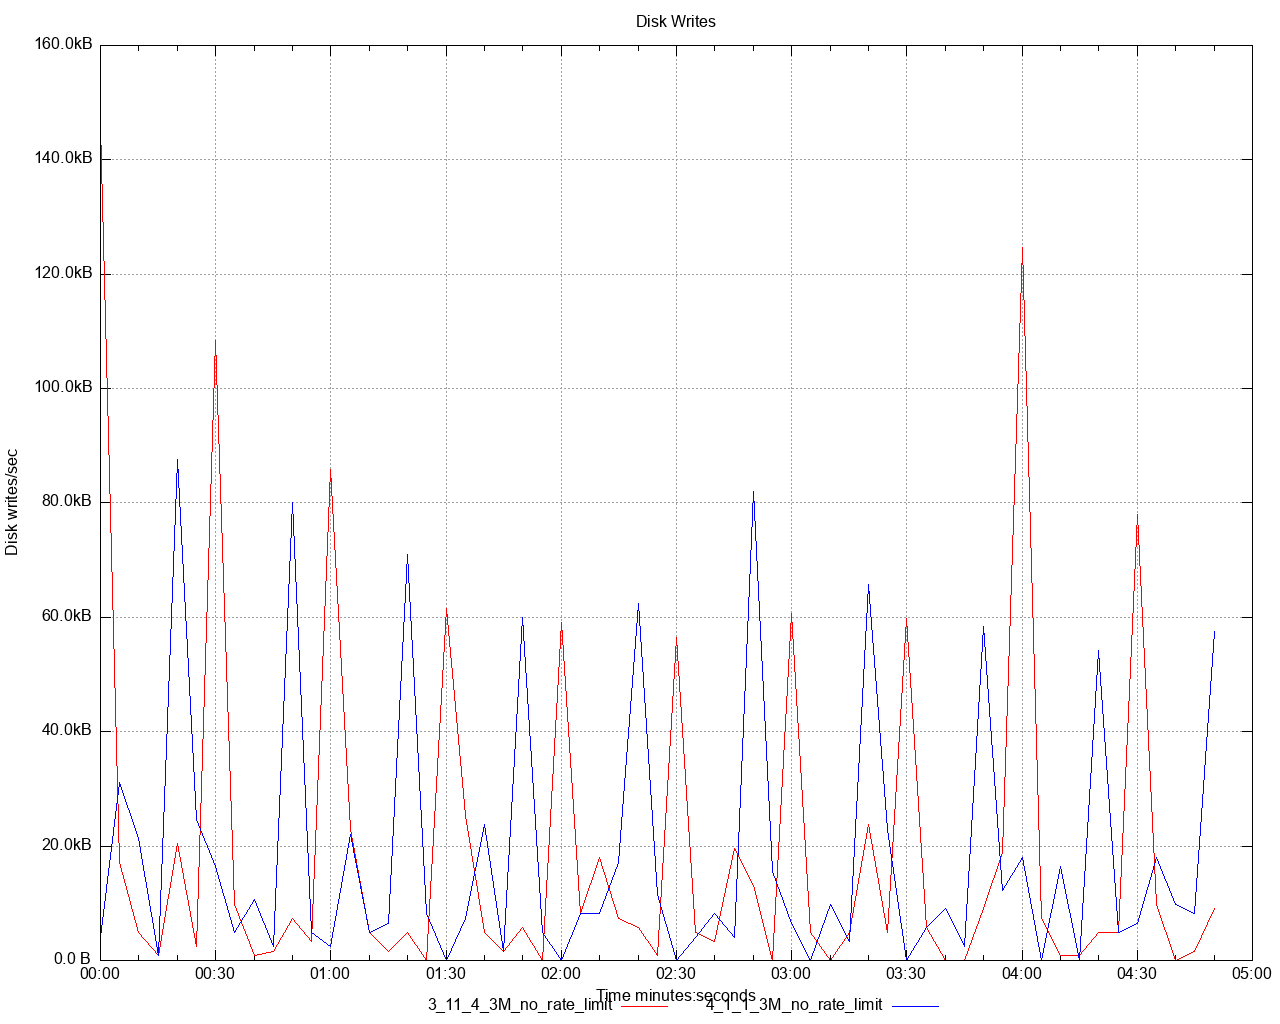 Disk Writes
160.0kB
140.0kB
120.0kB
100.0kB
80.0kB
60.0kB
40.0kB
20.0kB
0.0 B
Disk writes/sec
00:00 00:30 01:00 01:30 02:00 02:30 03:00 03:30 04:00 04:30 05:00
Time minutes:seconds
3_11_4_3M_no_rate_limit 4_1_1_3M_no_rate_limit